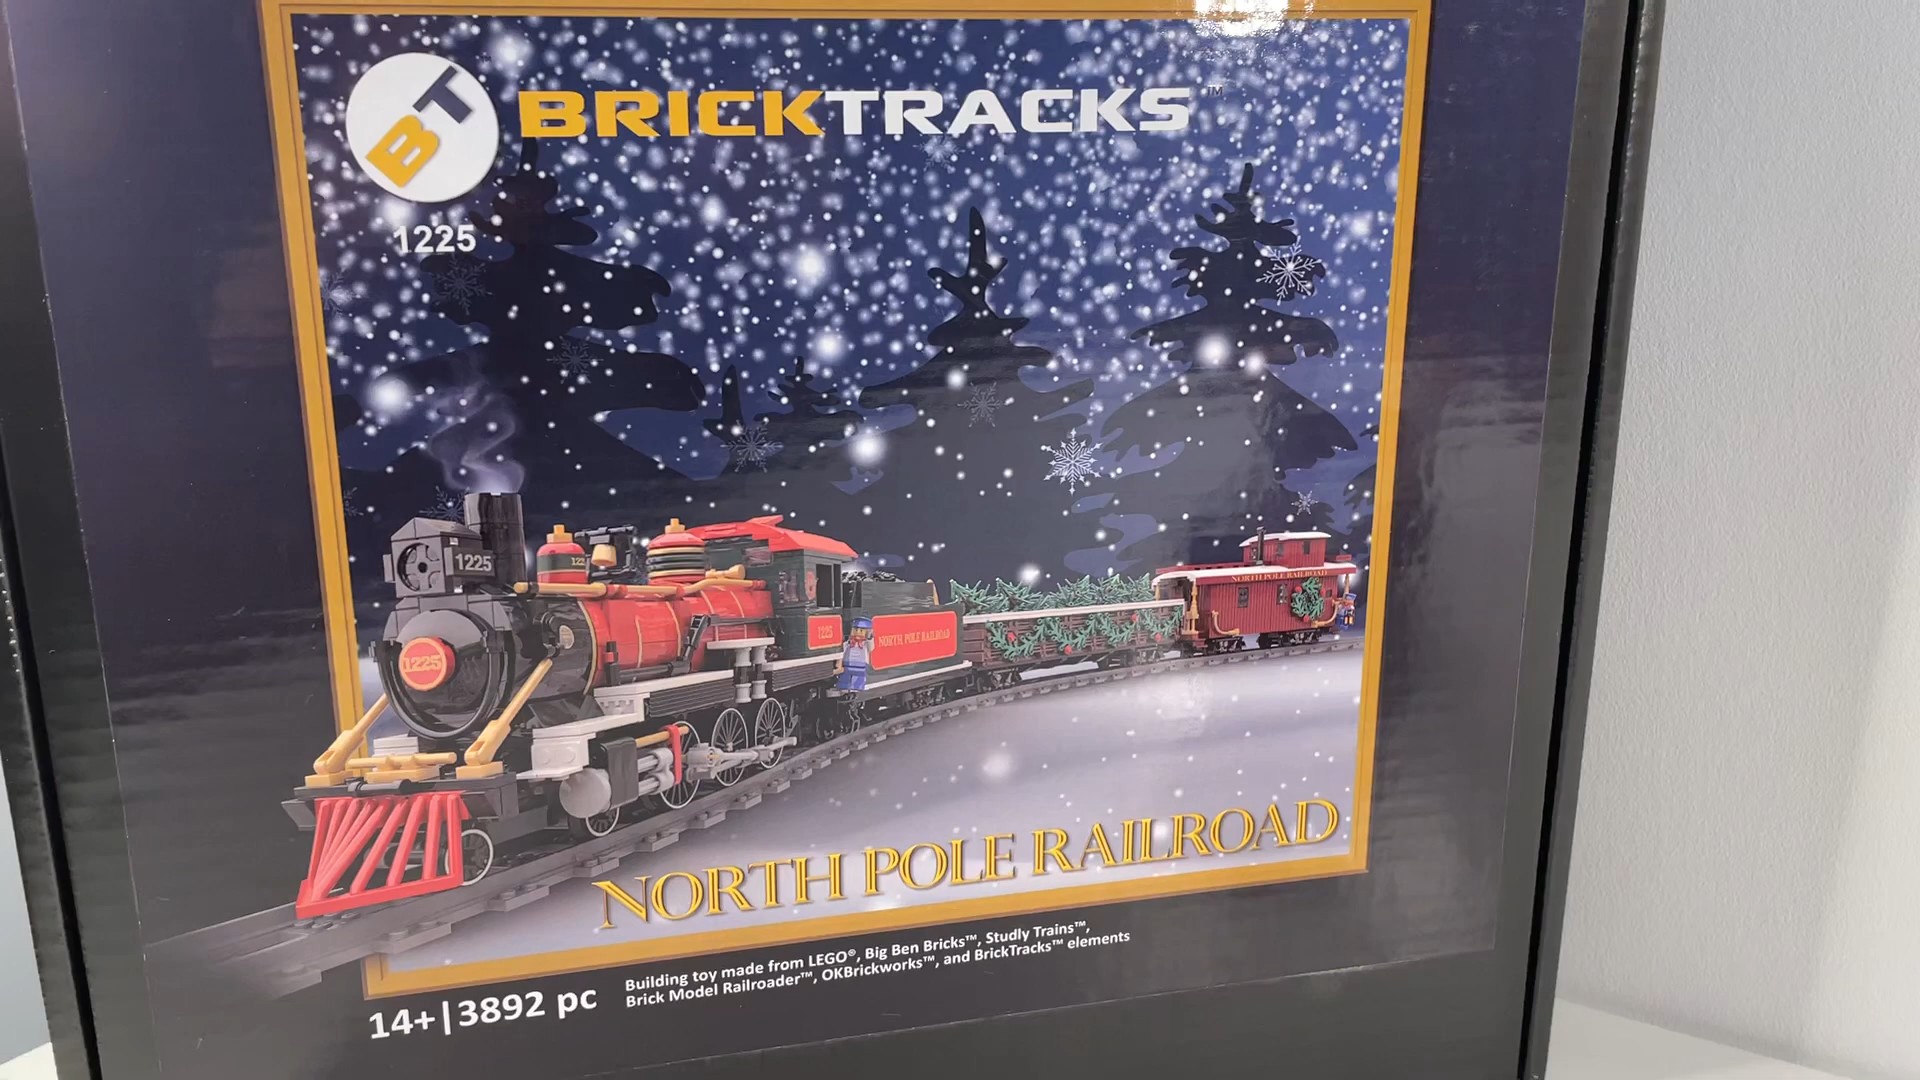 BT
BRICKTRACKS™
1225
1225
122
1225
1225
NORTH POLE RAILROAD
NORTH POLE RAILROAD
NORTH POLE RAILROAD
14+|3892 pc
Building toy made from LEGO®, Big Ben Bricks™, Studly Trains™,
Brick Model Railroader™, OKBrickworks™, and BrickTracks™ elements